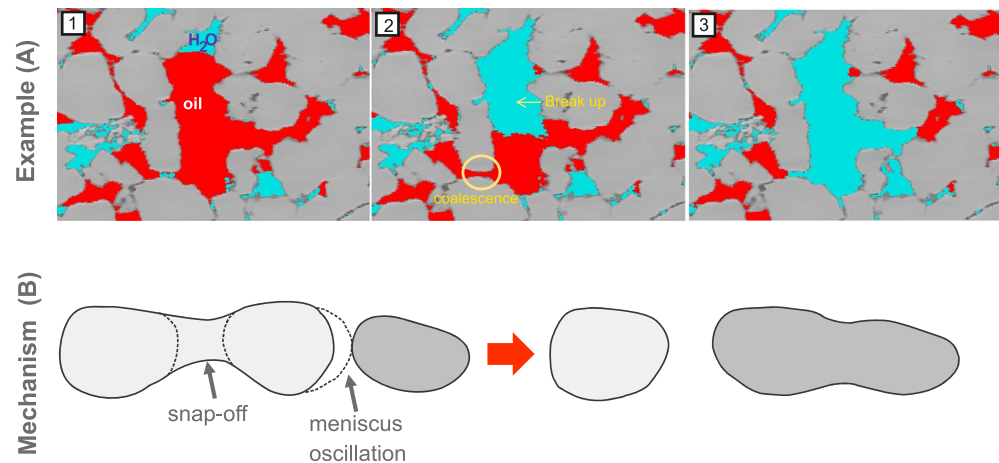 Example (A)
1
H2O
oil
2
Break up
coalescence
3
Mechanism (B)
snap-off
meniscus
oscillation